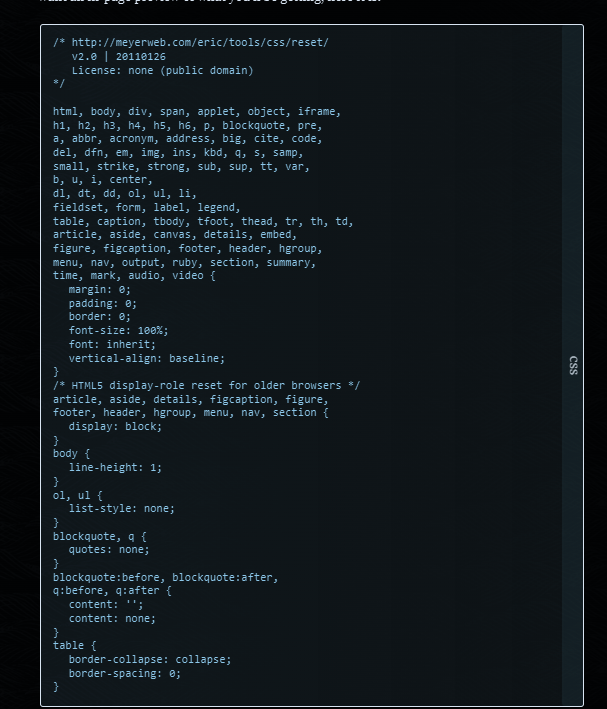 /* http://meyerweb.com/eric/tools/css/reset/
   v2.0 | 20110126
   License: none (public domain)
*/

html, body, div, span, applet, object, iframe,
h1, h2, h3, h4, h5, h6, p, blockquote, pre,
a, abbr, acronym, address, big, cite, code,
del, dfn, em, img, ins, kbd, q, s, samp,
small, strike, strong, sub, sup, tt, var,
b, u, i, center,
dl, dt, dd, ol, ul, li,
fieldset, form, label, legend,
table, caption, tbody, tfoot, thead, tr, th, td,
article, aside, canvas, details, embed,
figure, figcaption, footer, header, hgroup,
menu, nav, output, ruby, section, summary,
time, mark, audio, video {
  margin: 0;
  padding: 0;
  border: 0;
  font-size: 100%;
  font: inherit;
  vertical-align: baseline;
}
/* HTML5 display-role reset for older browsers */
article, aside, details, figcaption, figure,
footer, header, hgroup, menu, nav, section {
  display: block;
}
body {
  line-height: 1;
}
ol, ul {
  list-style: none;
}
blockquote, q {
  quotes: none;
}
blockquote:before, blockquote:after,
q:before, q:after {
  content: '';
  content: none;
}
table {
  border-collapse: collapse;
  border-spacing: 0;
}
CSS